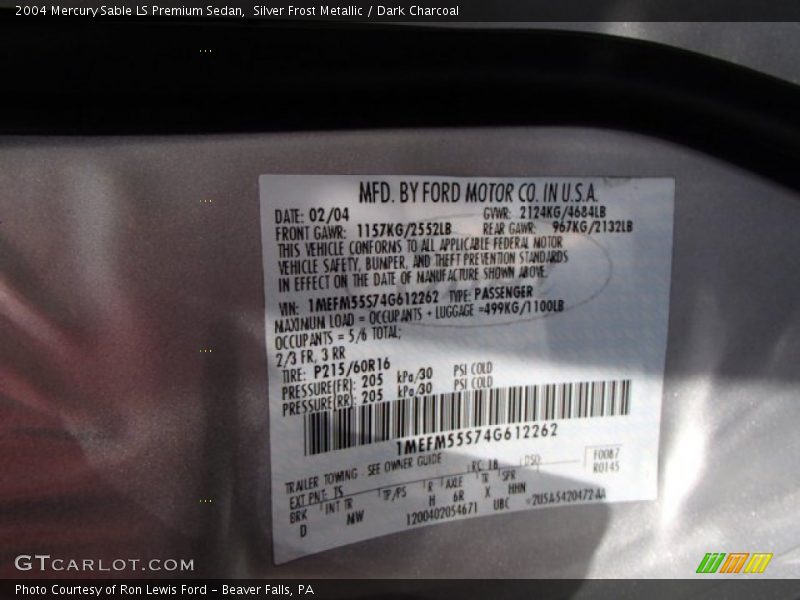 2004 Mercury Sable LS Premium Sedan, Silver Frost Metallic / Dark Charcoal
MFD. BY FORD MOTOR CO. IN U.S.A.
DATE: 02/04 GVWR: 2124KG/4684LB
FRONT GAWR: 1157KG/2552LB REAR GAWR: 967KG/2132LB
THIS VEHICLE CONFORMS TO ALL APPLICABLE FEDERAL MOTOR
VEHICLE SAFETY, BUMPER, AND THEFT PREVENTION STANDARDS
IN EFFECT ON THE DATE OF MANUFACTURE SHOWN ABOVE.
VIN: 1MEFM55S74G612262 TYPE: PASSENGER
MAXIMUM LOAD = OCCUPANTS + LUGGAGE =499KG/1100LB
OCCUPANTS = 5/6 TOTAL;
2/3 FR, 3 RR
TIRE: P215/60R16
PRESSURE(FR): 205 kPa/30 PSI COLD
PRESSURE(RR): 205 kPa/30 PSI COLD
1MEFM55S74G612262
TRAILER TOWING - SEE OWNER GUIDE
EXT PNT: TS RC: 18 DSO: F0087
R0145
BRK INT TR TP/PS R AXLE TR SPR
D MW H 6R X HHN
1200402054671 UBC
GTCARLOT.COM
Photo Courtesy of Ron Lewis Ford - Beaver Falls, PA